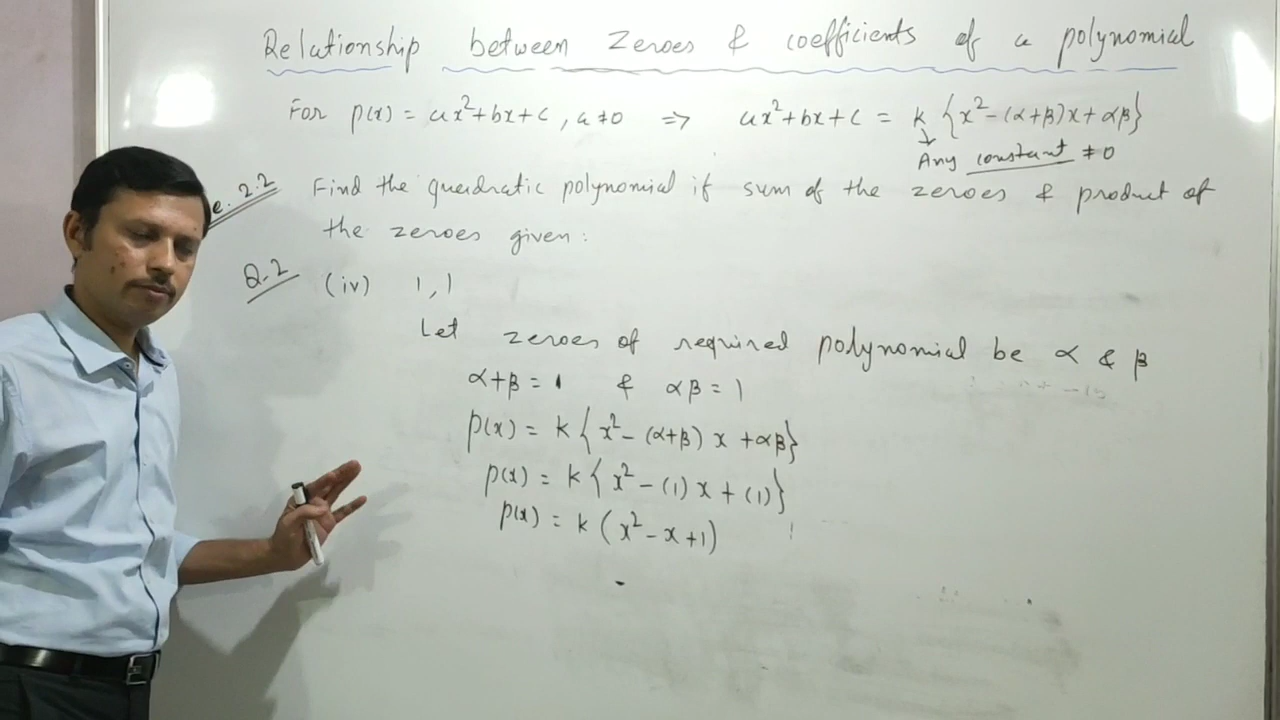 Relationship between Zeroes & coefficients of a polynomial
For p(x) = ax²+bx+c, a≠0 ⇒ ax²+bx+c = k {x²-(α+β)x+αβ}
Any constant ≠0
e. 2.2 Find the quadratic polynomial if sum of the zeroes & product of
the zeroes given:
Q.2 (iv) 1,1
Let zeroes of required polynomial be α & β
α+β = 1 & αβ = 1
p(x) = k {x²- (α+β) x +αβ}
p(x) = k {x² - (1) x + (1)}
p(x) = k (x² - x +1)